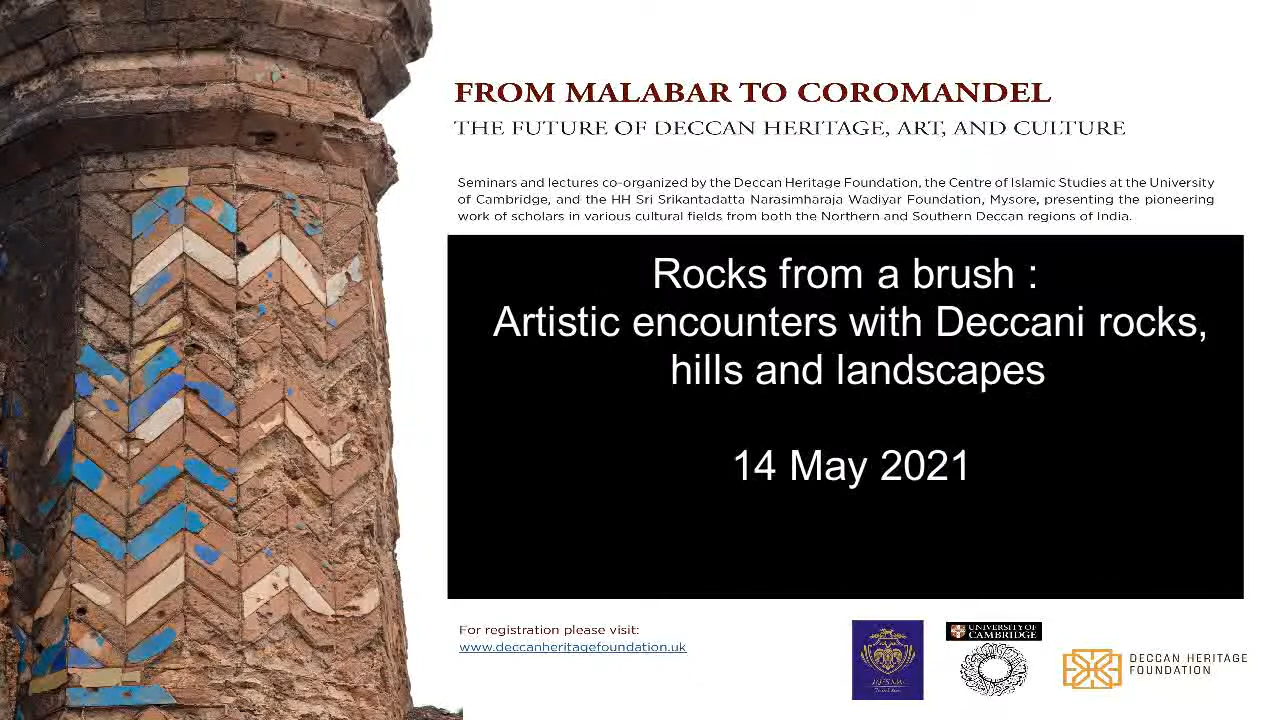 FROM MALABAR TO COROMANDEL
THE FUTURE OF DECCAN HERITAGE, ART, AND CULTURE
Seminars and lectures co-organized by the Deccan Heritage Foundation, the Centre of Islamic Studies at the University
of Cambridge, and the HH Sri Srikantadatta Narasimharaja Wadiyar Foundation, Mysore, presenting the pioneering
work of scholars in various cultural fields from both the Northern and Southern Deccan regions of India.
Rocks from a brush :
Artistic encounters with Deccani rocks,
hills and landscapes
14 May 2021
For registration please visit:
www.deccanheritagefoundation.uk
UNIVERSITY OF
CAMBRIDGE
DECCAN HERITAGE
FOUNDATION